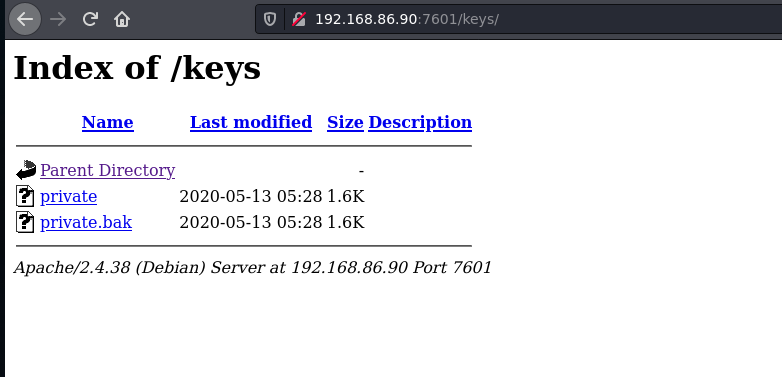 192.168.86.90:7601/keys/
Index of /keys
Name Last modified Size Description
Parent Directory -
private 2020-05-13 05:28 1.6K
private.bak 2020-05-13 05:28 1.6K
Apache/2.4.38 (Debian) Server at 192.168.86.90 Port 7601